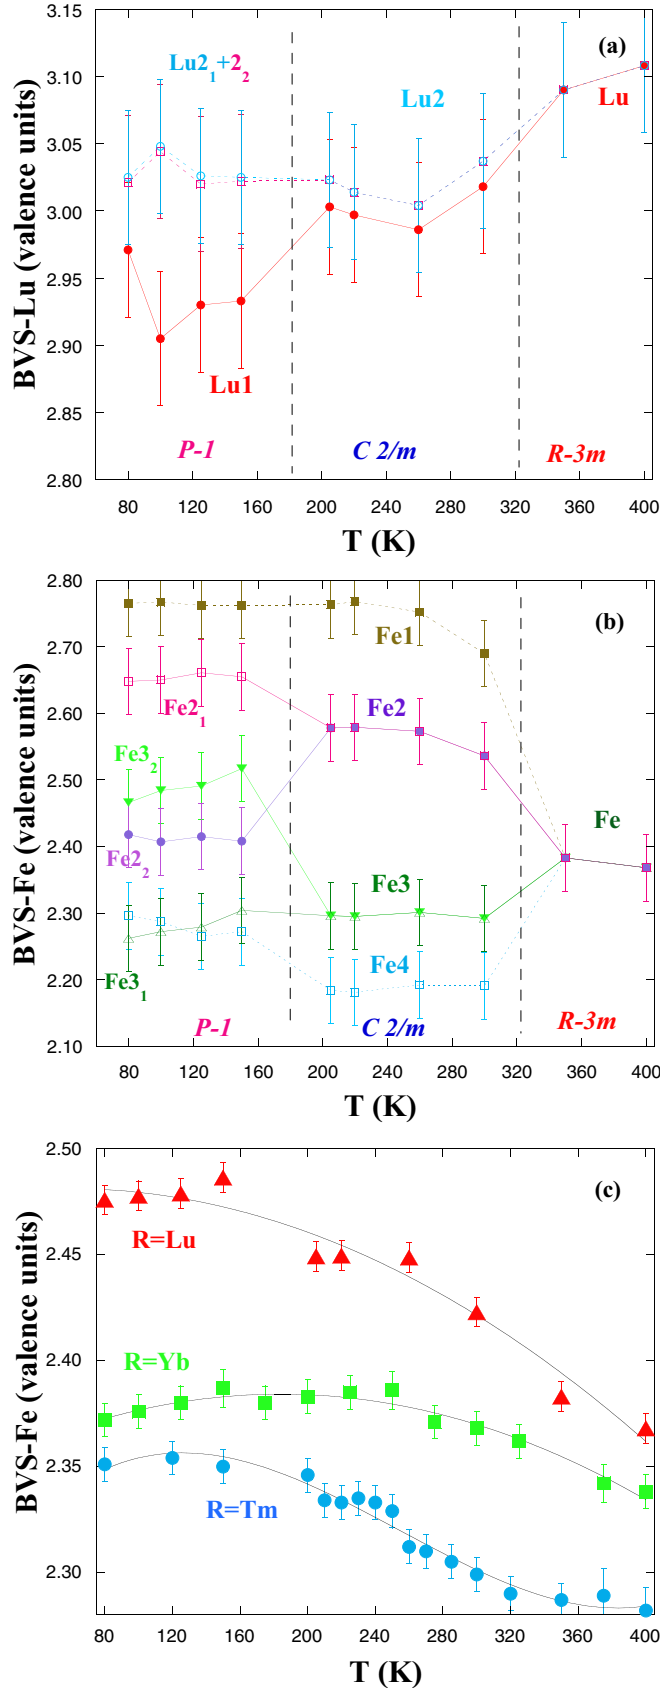 (a)
3.15
3.10
3.05
3.00
2.95
2.90
2.85
2.80
BVS-Lu (valence units)
Lu2₁+2₂
Lu2
Lu
Lu1
P-1
C 2/m
R-3m
80 120 160 200 240 280 320 360 400
T (K)
(b)
2.80
2.70
2.60
2.50
2.40
2.30
2.20
2.10
BVS-Fe (valence units)
Fe1
Fe2₁
Fe2
Fe3₂
Fe
Fe2₂
Fe3
Fe4
Fe3₁
P-1
C 2/m
R-3m
80 120 160 200 240 280 320 360 400
T (K)
(c)
2.50
2.45
2.40
2.35
2.30
BVS-Fe (valence units)
R=Lu
R=Yb
R=Tm
80 120 160 200 240 280 320 360 400
T (K)